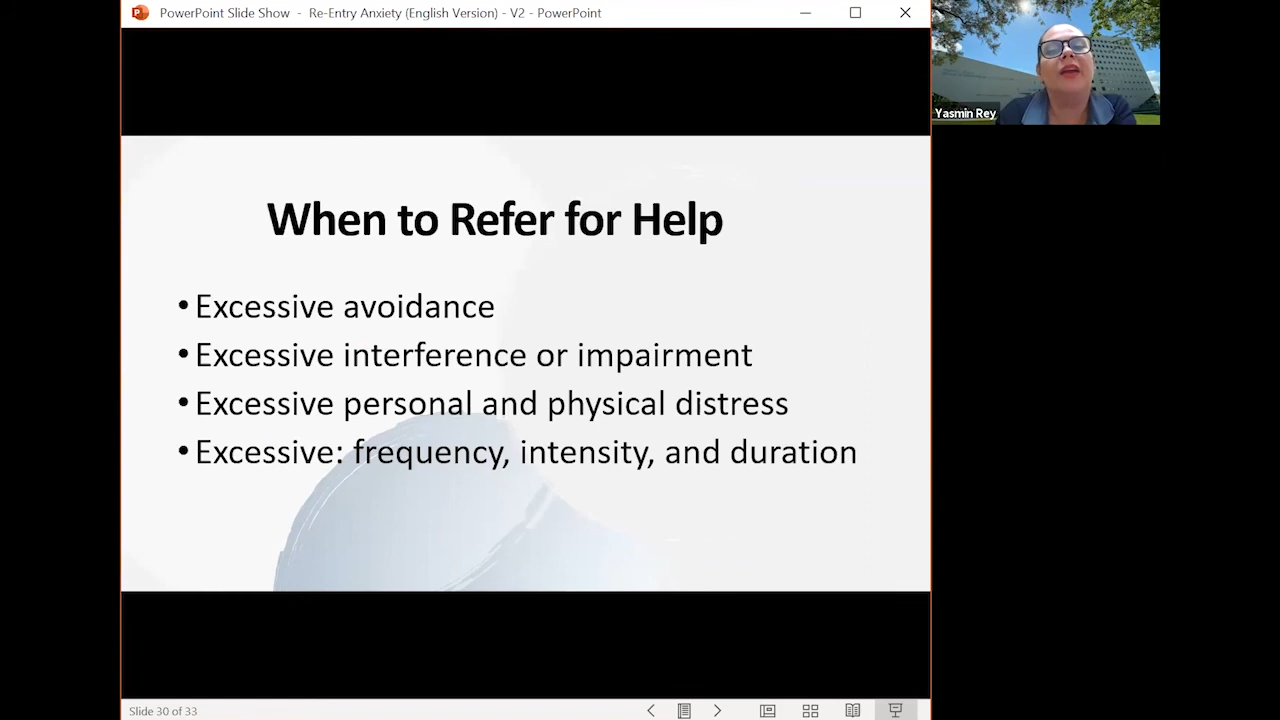 PowerPoint Slide Show - Re-Entry Anxiety (English Version) - V2 - PowerPoint
Yasmin Rey
When to Refer for Help
• Excessive avoidance
• Excessive interference or impairment
• Excessive personal and physical distress
• Excessive: frequency, intensity, and duration
Slide 30 of 33